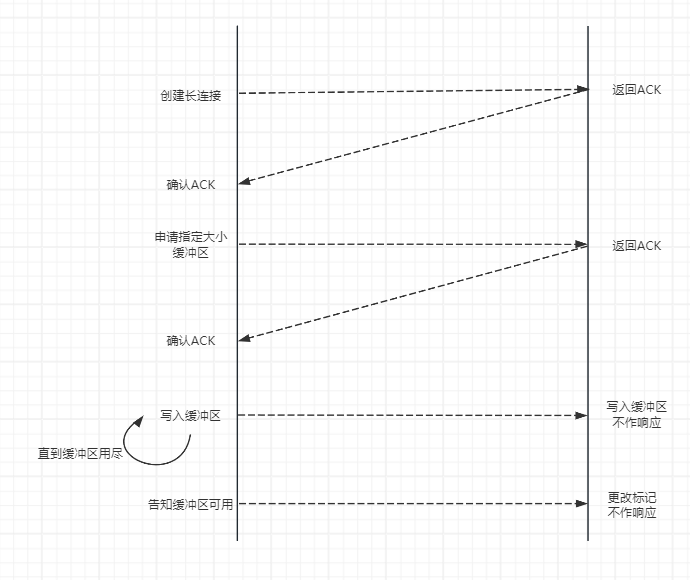 创建长连接
返回ACK
确认ACK
申请指定大小
缓冲区
返回ACK
确认ACK
写入缓冲区
写入缓冲区
不作响应
直到缓冲区用尽
告知缓冲区可用
更改标记
不作响应